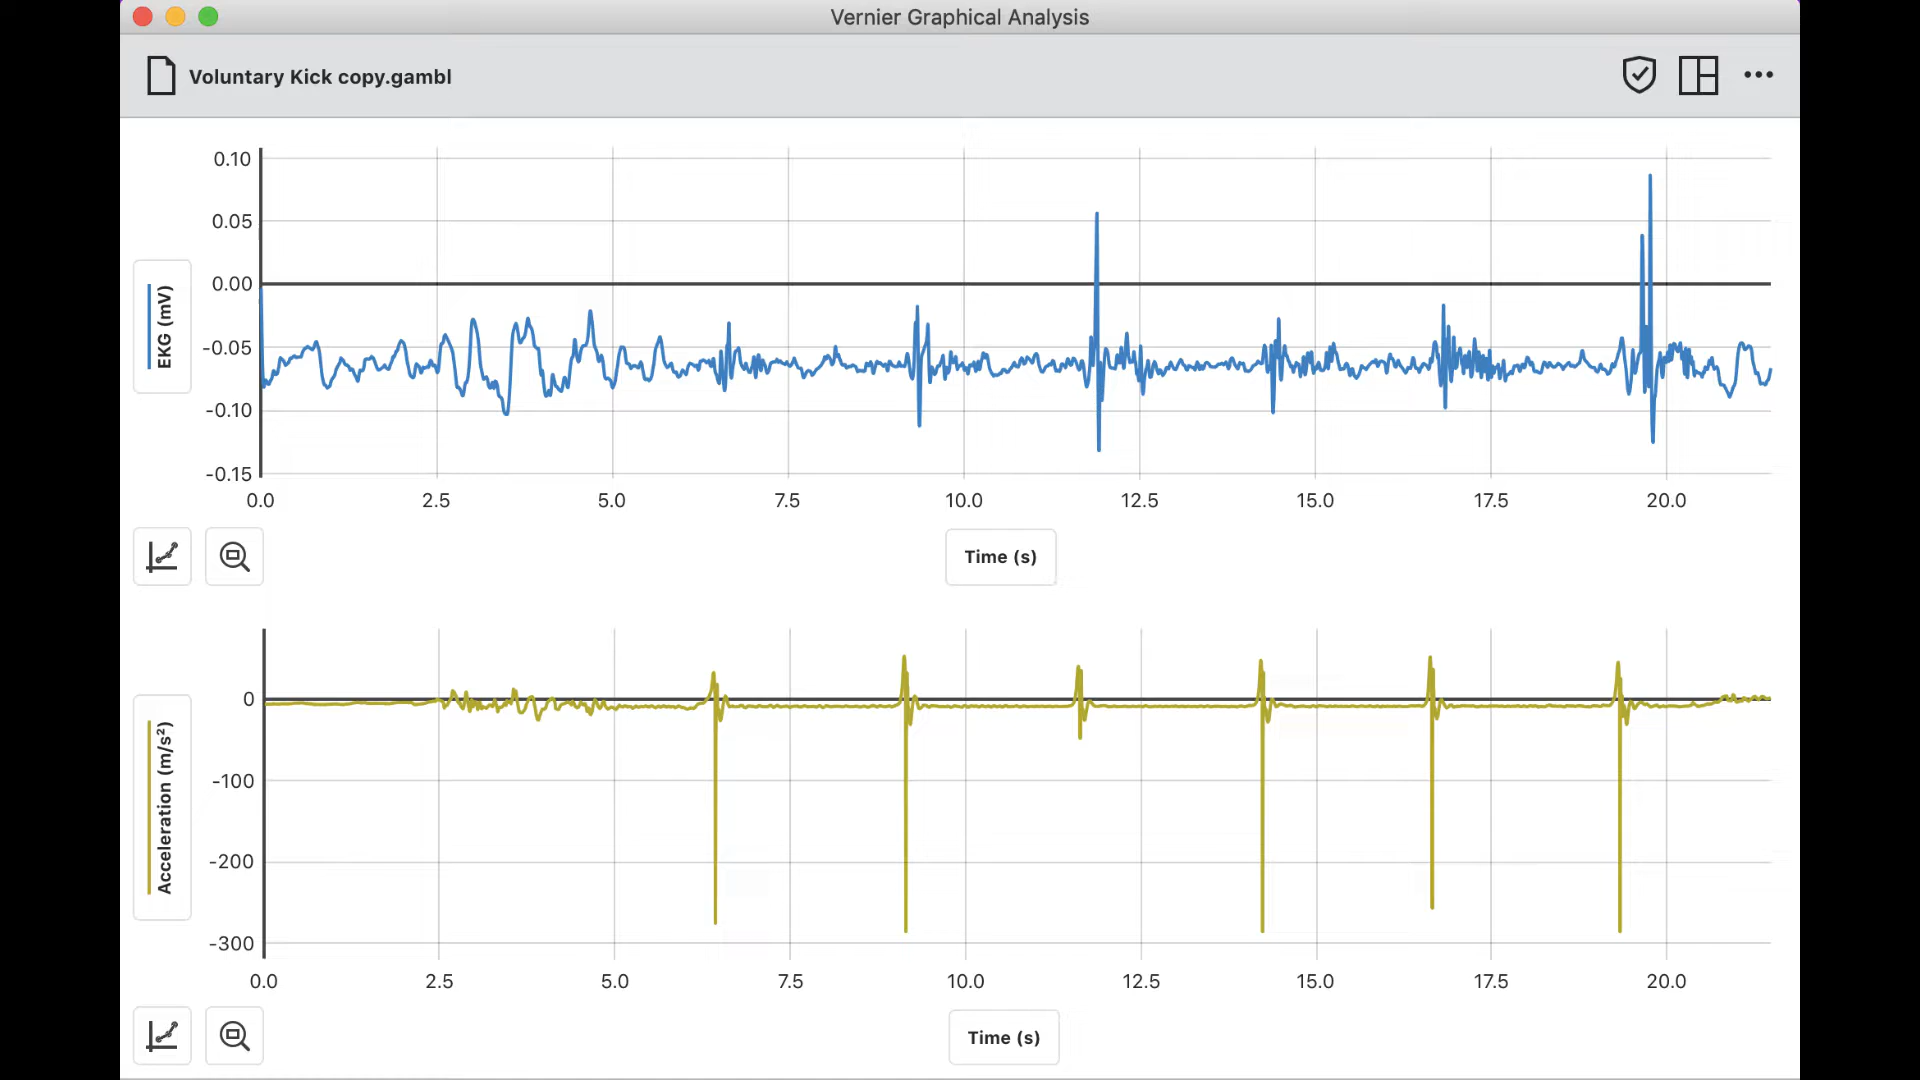 Vernier Graphical Analysis
Voluntary Kick copy.gambl
0.10
0.05
0.00
-0.05
-0.10
-0.15
EKG (mV)
0.0 2.5 5.0 7.5 10.0 12.5 15.0 17.5 20.0
Time (s)
0
-100
-200
-300
Acceleration (m/s²)
0.0 2.5 5.0 7.5 10.0 12.5 15.0 17.5 20.0
Time (s)